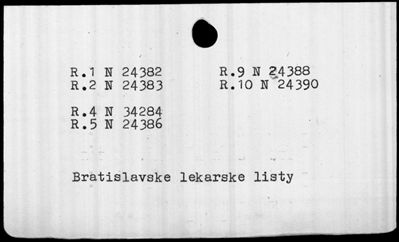 R.1 N 24382
R.2 N 24383
R.4 N 34284
R.5 N 24386
R.9 N 24388
R.10 N 24390
Bratislavske lekarske listy